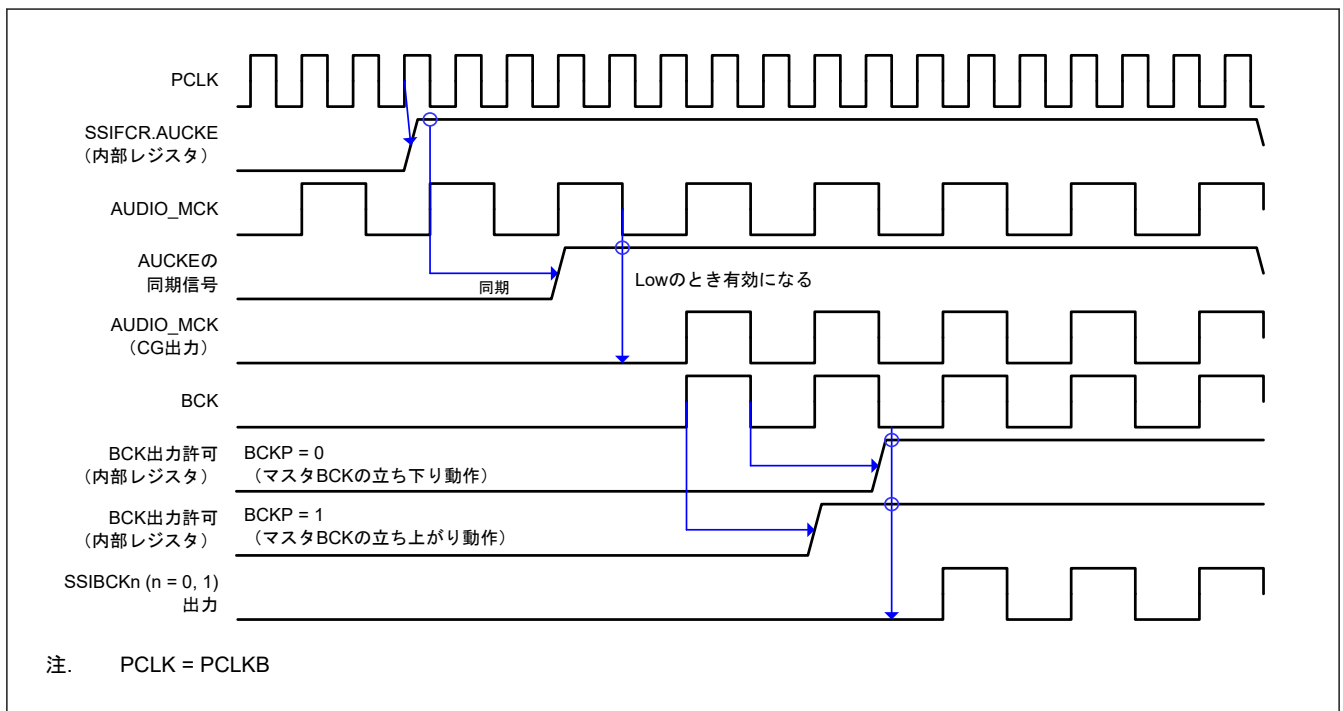 PCLK
SSIFCR.AUCKE
（内部レジスタ）
AUDIO_MCK
AUCKEの
同期信号
同期
Lowのとき有効になる
AUDIO_MCK
（CG出力）
BCK
BCK出力許可
（内部レジスタ）
BCKP = 0
（マスタBCKの立ち下り動作）
BCK出力許可
（内部レジスタ）
BCKP = 1
（マスタBCKの立ち上がり動作）
SSIBCKn (n = 0, 1)
出力
注. PCLK = PCLKB